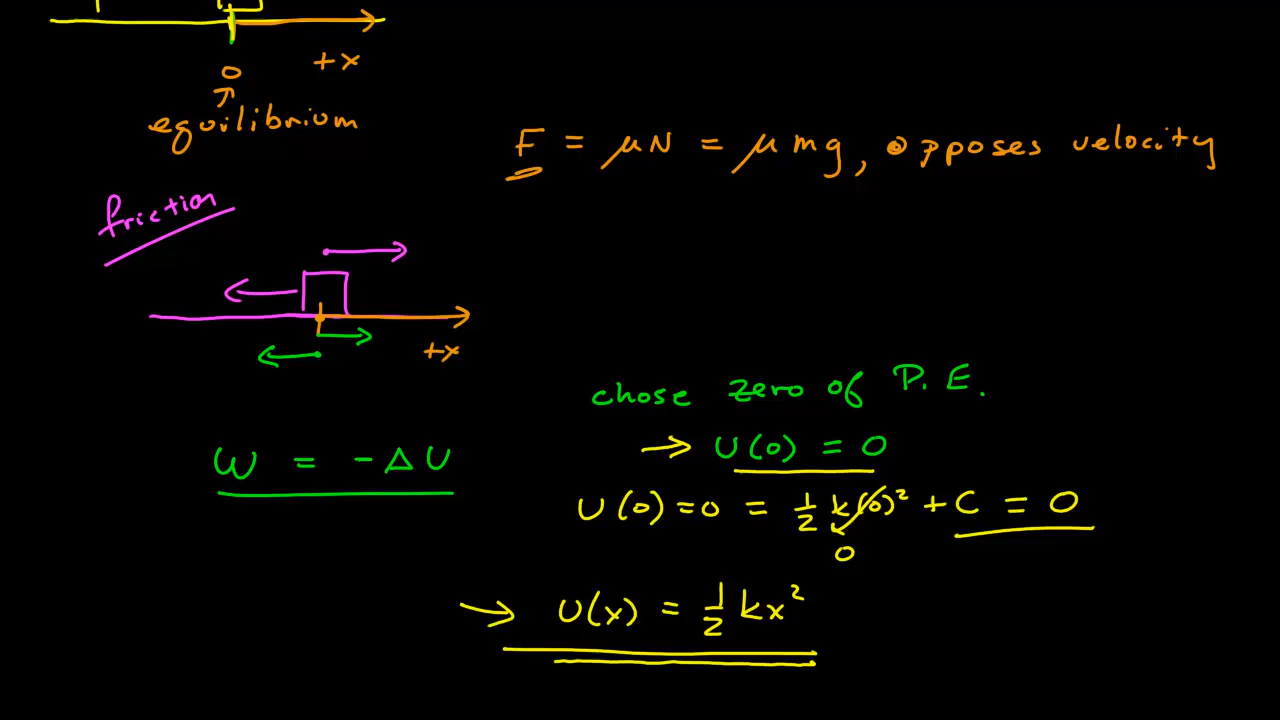 +x
0
↑
equilibrium
F = μN = μmg, opposes velocity
friction
+x
chose zero of P.E.
→ U(0) = 0
W = -ΔU
U(0) = 0 = 1/2 k(0)² + C = 0
0
→ U(x) = 1/2 kx²